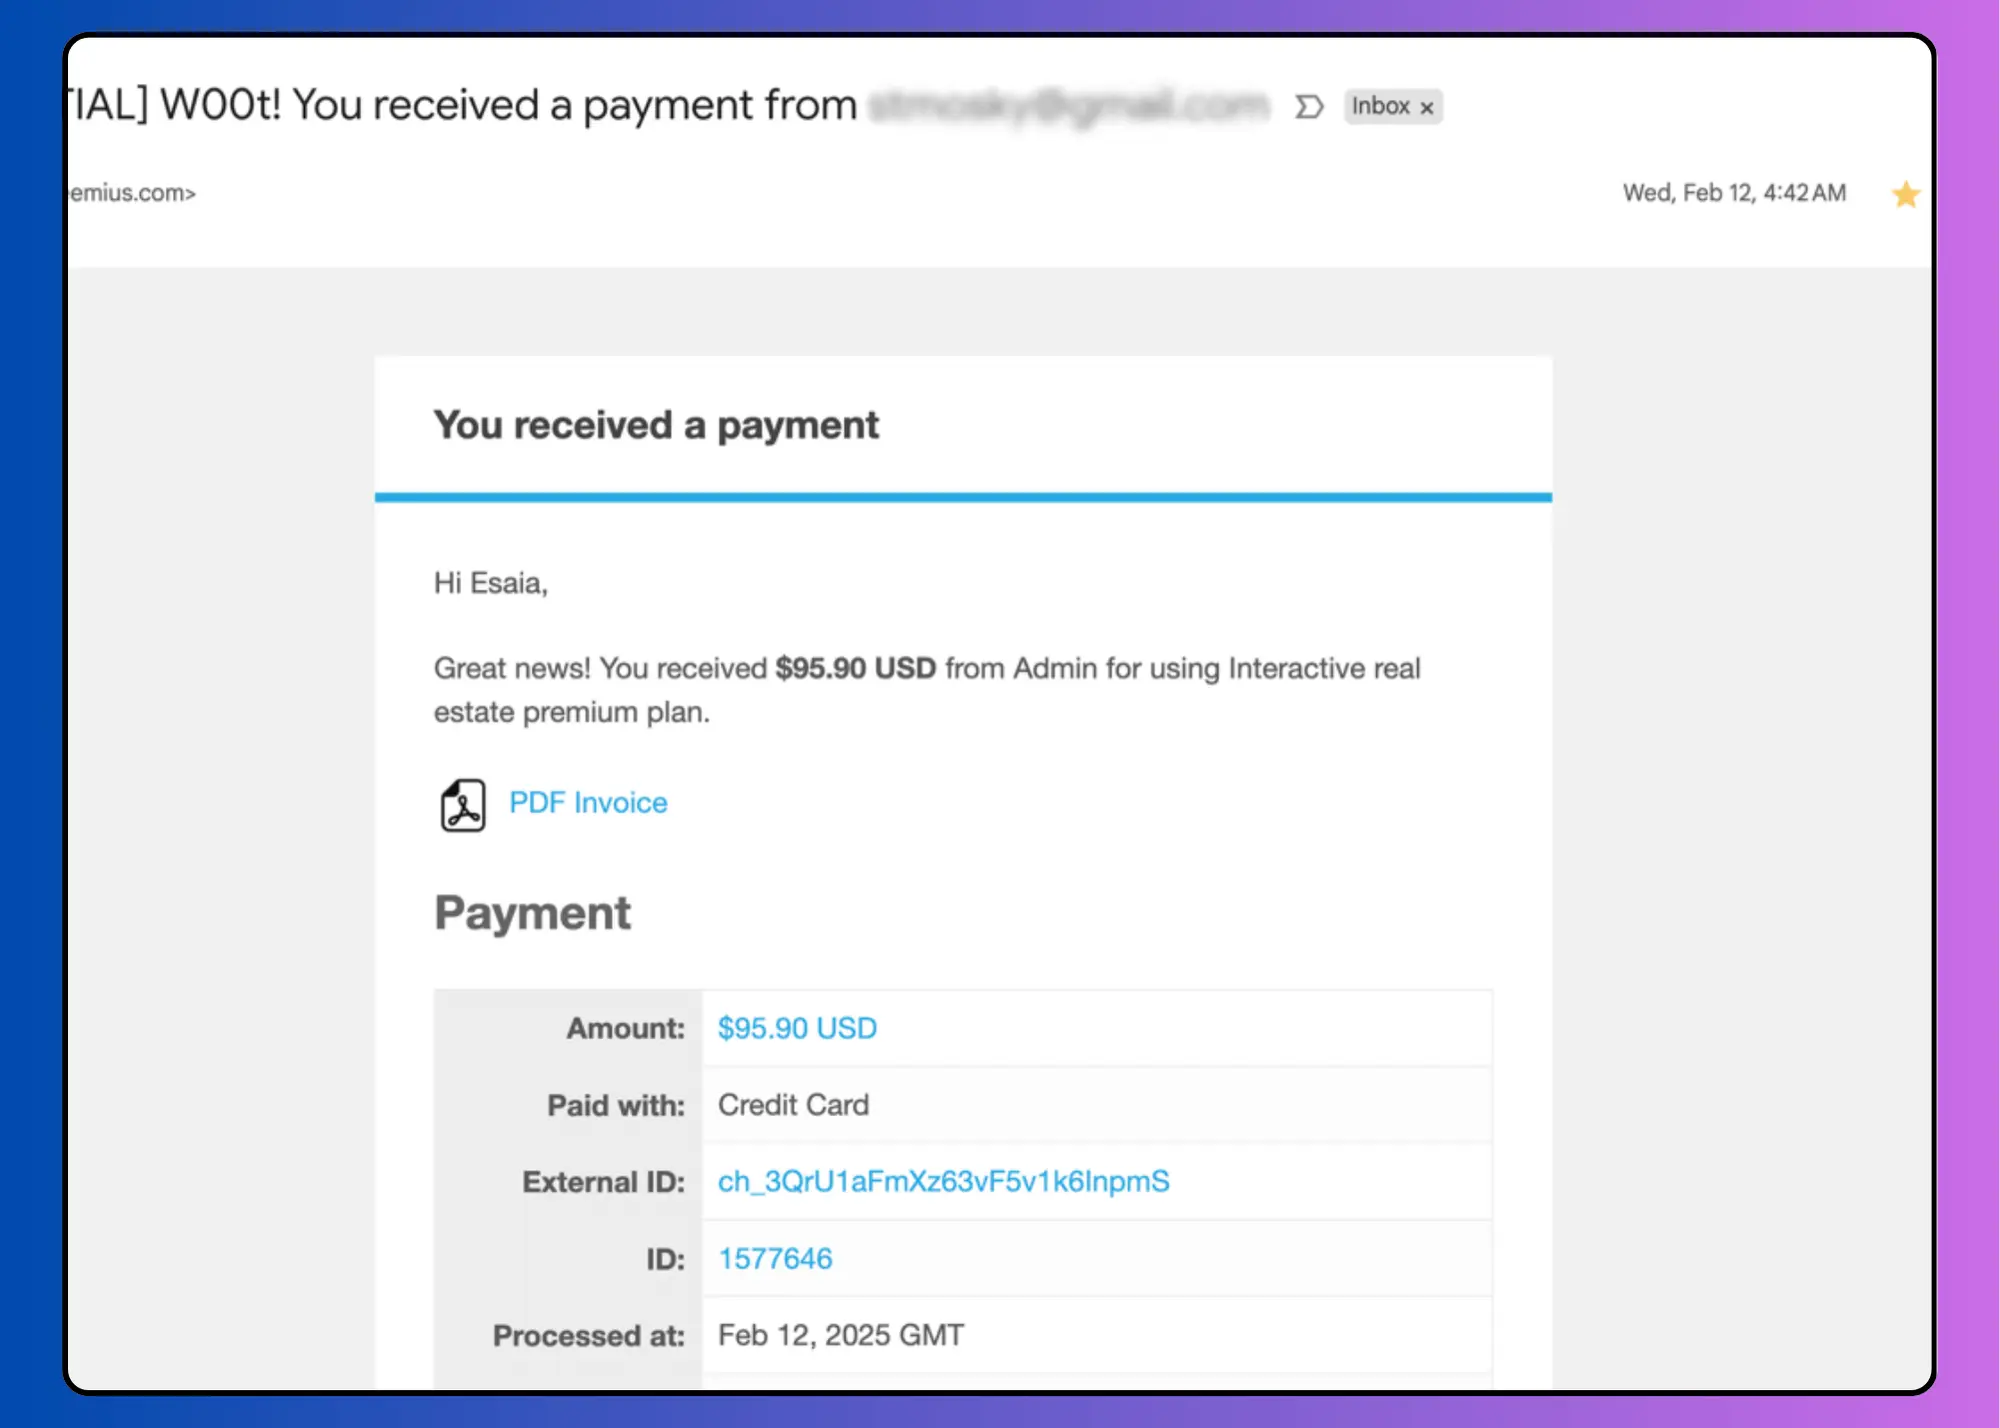 TIAL] W00t! You received a payment from
Inbox ×
emius.com>
Wed, Feb 12, 4:42 AM
You received a payment
Hi Esaia,
Great news! You received $95.90 USD from Admin for using Interactive real
estate premium plan.
PDF Invoice
Payment
Amount: $95.90 USD
Paid with: Credit Card
External ID: ch_3QrU1aFmXz63vF5v1k6lnpmS
ID: 1577646
Processed at: Feb 12, 2025 GMT